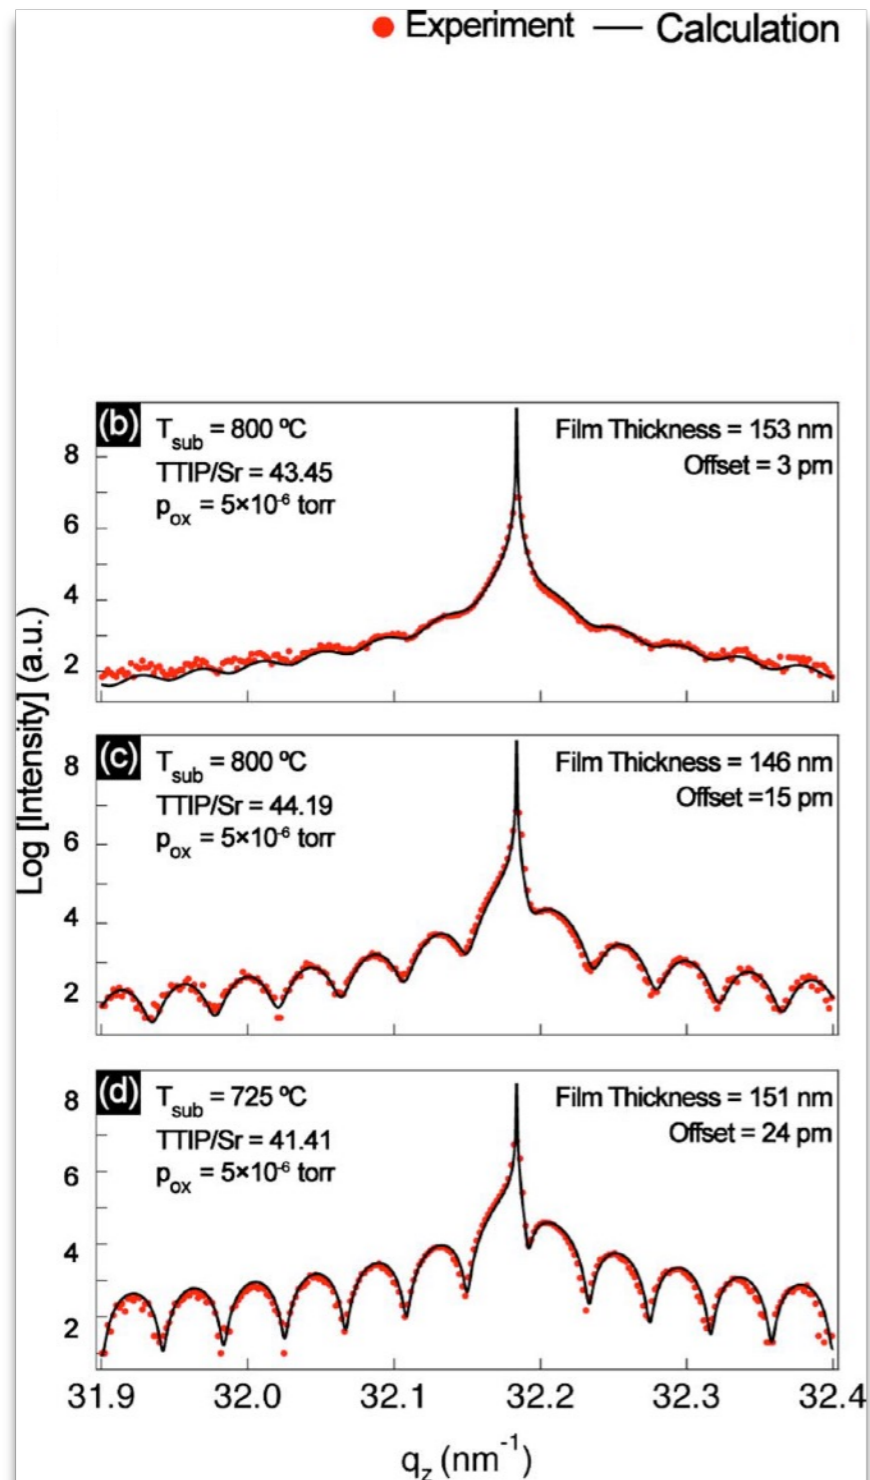 Experiment — Calculation
(b) T_sub = 800 ºC
TTIP/Sr = 43.45
p_ox = 5×10⁻⁶ torr
Film Thickness = 153 nm
Offset = 3 pm
8
6
4
2
(c) T_sub = 800 ºC
TTIP/Sr = 44.19
p_ox = 5×10⁻⁶ torr
Film Thickness = 146 nm
Offset =15 pm
8
6
4
2
Log [Intensity] (a.u.)
(d) T_sub = 725 ºC
TTIP/Sr = 41.41
p_ox = 5×10⁻⁶ torr
Film Thickness = 151 nm
Offset = 24 pm
8
6
4
2
31.9 32.0 32.1 32.2 32.3 32.4
q_z (nm⁻¹)